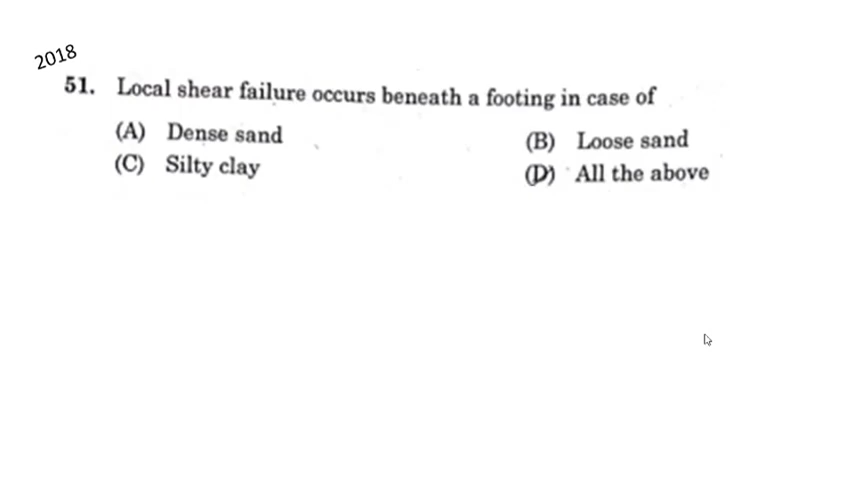 2018
51. Local shear failure occurs beneath a footing in case of
(A) Dense sand (B) Loose sand
(C) Silty clay (D) All the above